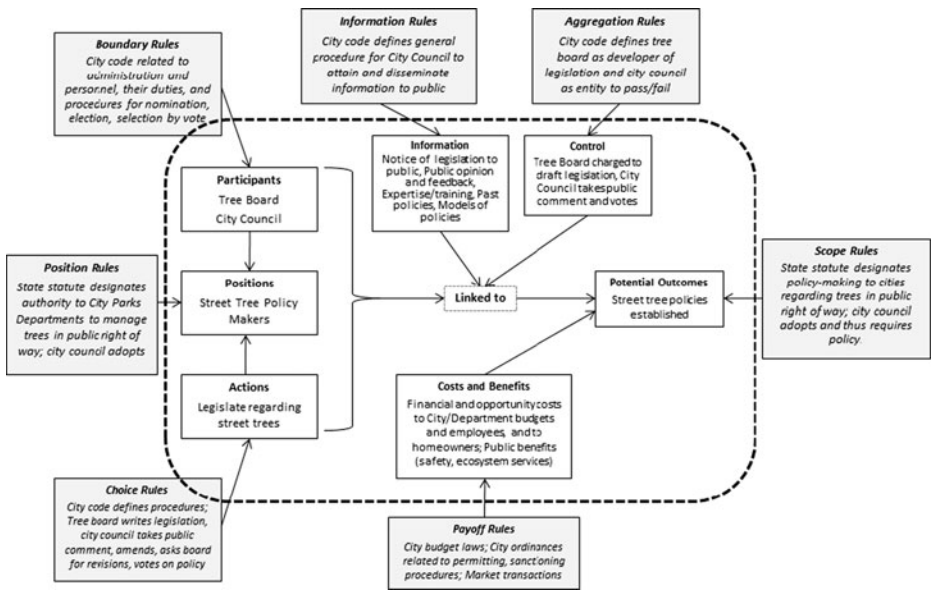 Boundary Rules
City code related to
administration and
personnel, their duties, and
procedures for nomination,
election, selection by vote
Information Rules
City code defines general
procedure for City Council to
attain and disseminate
information to public
Aggregation Rules
City code defines tree
board as developer of
legislation and city council
as entity to pass/fail
Participants
Tree Board
City Council
Information
Notice of legislation to
public, Public opinion
and feedback,
Expertise/training, Past
policies, Models of
policies
Control
Tree Board charged to
draft legislation, City
Council takes public
comment and votes
Position Rules
State statute designates
authority to City Parks
Departments to manage
trees in public right of
way; city council adopts
Positions
Street Tree Policy
Makers
Linked to
Potential Outcomes
Street tree policies
established
Scope Rules
State statute designates
policy-making to cities
regarding trees in public
right of way; city council
adopts and thus requires
policy.
Actions
Legislate regarding
street trees
Costs and Benefits
Financial and opportunity costs
to City/Department budgets
and employees, and to
homeowners; Public benefits
(safety, ecosystem services)
Choice Rules
City code defines procedures;
Tree board writes legislation,
city council takes public
comment, amends, asks board
for revisions, votes on policy
Payoff Rules
City budget laws; City ordinances
related to permitting, sanctioning
procedures; Market transactions